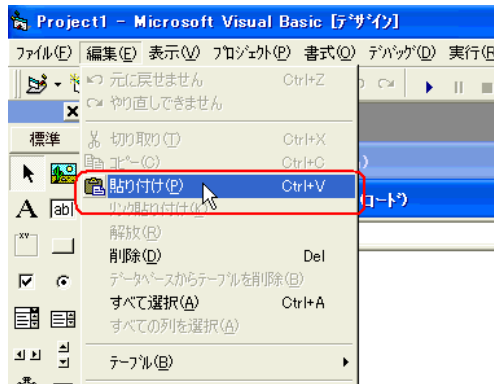 Project1 - Microsoft Visual Basic [ﾃﾞｻﾞｲﾝ]
ﾌｧｲﾙ(F) 編集(E) 表示(V) ﾌﾟﾛｼﾞｪｸﾄ(P) 書式(O) ﾃﾞﾊﾞｯｸﾞ(D) 実行(R
元に戻せません Ctrl+Z
やり直しできません
標準
切り取り(T) Ctrl+X
ｺﾋﾟｰ(C) Ctrl+C
)
貼り付け(P) Ctrl+V
ｺｰﾄﾞ)
A ab|
ﾘﾝｸ貼り付け(K)
解放(R)
xv
削除(D) Del
ﾃﾞｰﾀﾍﾞｰｽからﾃｰﾌﾞﾙを削除(B)
すべて選択(A) Ctrl+A
すべての列を選択(A)
ﾃｰﾌﾞﾙ(B)